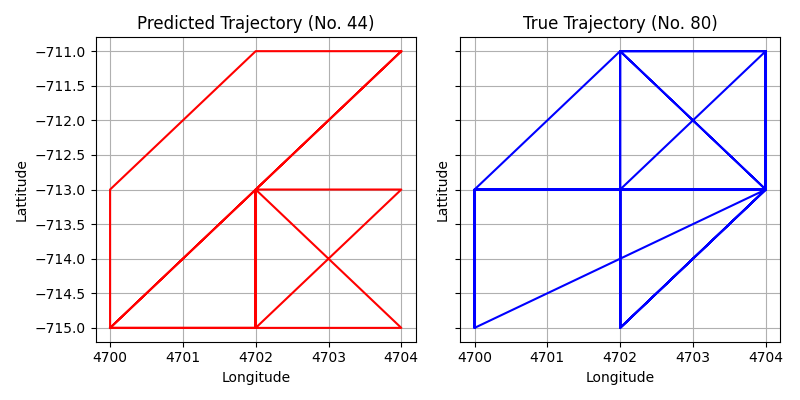 Predicted Trajectory (No. 44)
True Trajectory (No. 80)
−711.0
−711.5
−712.0
−712.5
−713.0
−713.5
−714.0
−714.5
−715.0
Lattitude
Lattitude
4700 4701 4702 4703 4704
4700 4701 4702 4703 4704
Longitude
Longitude